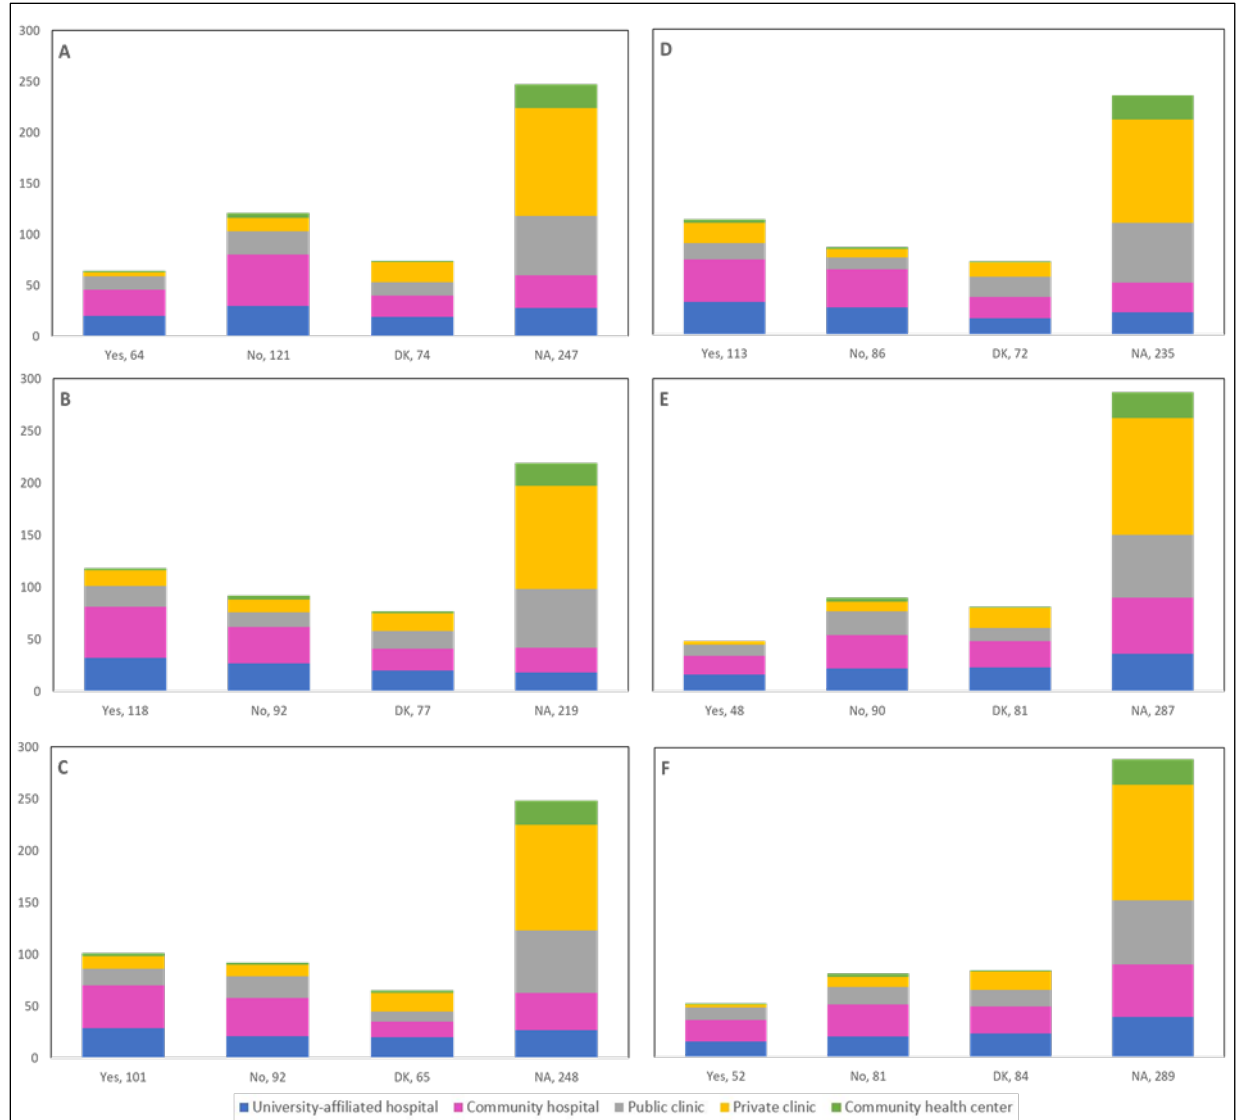 300
250
200
150
100
50
0
A
Yes, 64 No, 121 DK, 74 NA, 247
D
Yes, 113 No, 86 DK, 72 NA, 235
300
250
200
150
100
50
0
B
Yes, 118 No, 92 DK, 77 NA, 219
E
Yes, 48 No, 90 DK, 81 NA, 287
300
250
200
150
100
50
0
C
Yes, 101 No, 92 DK, 65 NA, 248
F
Yes, 52 No, 81 DK, 84 NA, 289
University-affiliated hospital Community hospital Public clinic Private clinic Community health center